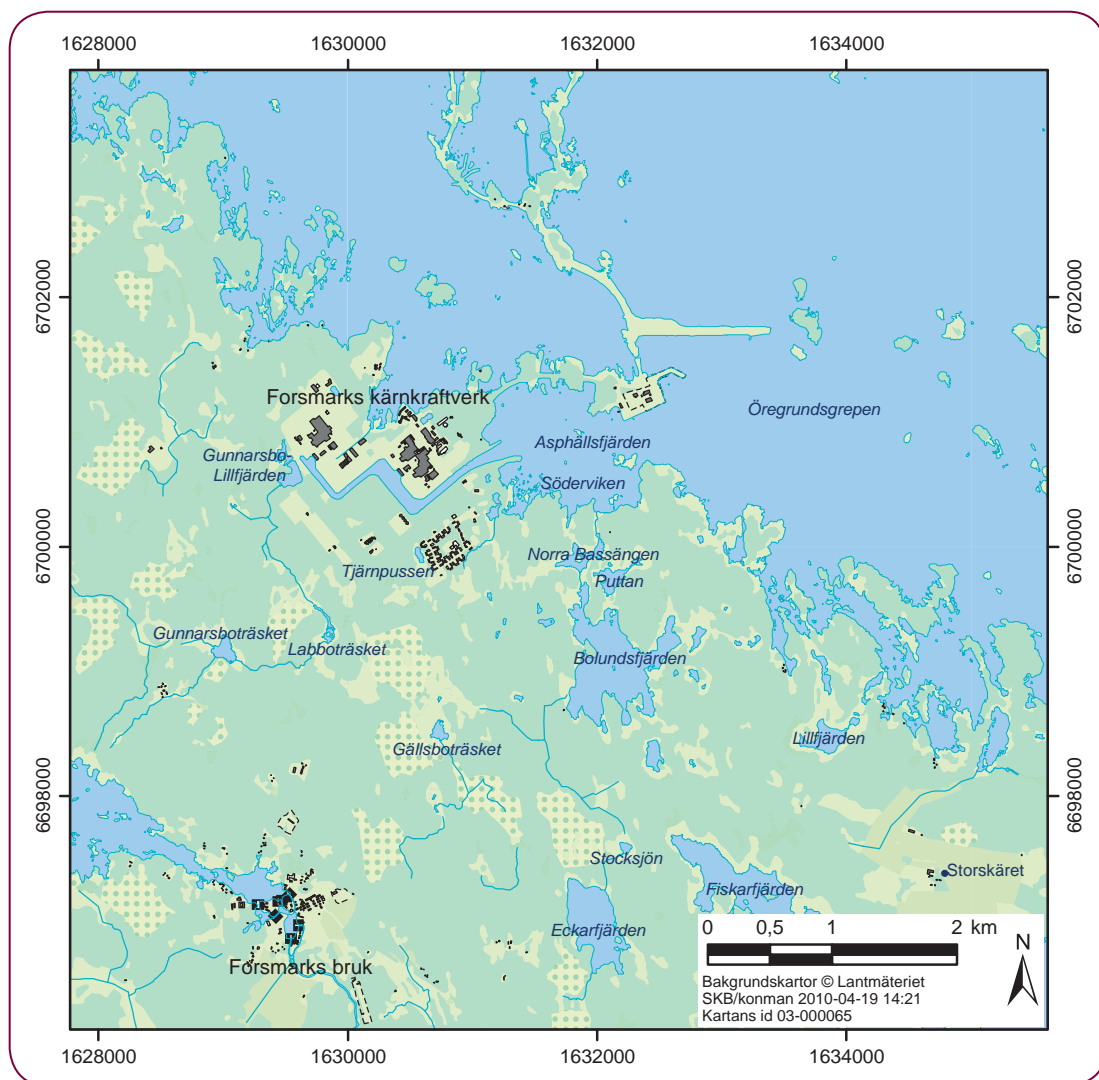 1628000 1630000 1632000 1634000
6702000
6702000
Forsmarks kärnkraftverk
Öregrundsgrepen
Asphällsfjärden
Gunnarsbo-
Lillfjärden
Söderviken
6700000
6700000
Norra Bassängen
Tjärnpussen
Puttan
Gunnarsboträsket
Labboträsket
Bolundsfjärden
Lillfjärden
Gällsboträsket
6698000
6698000
Stocksjön
Storskäret
Fiskarfjärden
Eckarfjärden
Forsmarks bruk
0 0,5 1 2 km
N
Bakgrundskartor © Lantmäteriet
SKB/konman 2010-04-19 14:21
Kartans id 03-000065
1628000 1630000 1632000 1634000